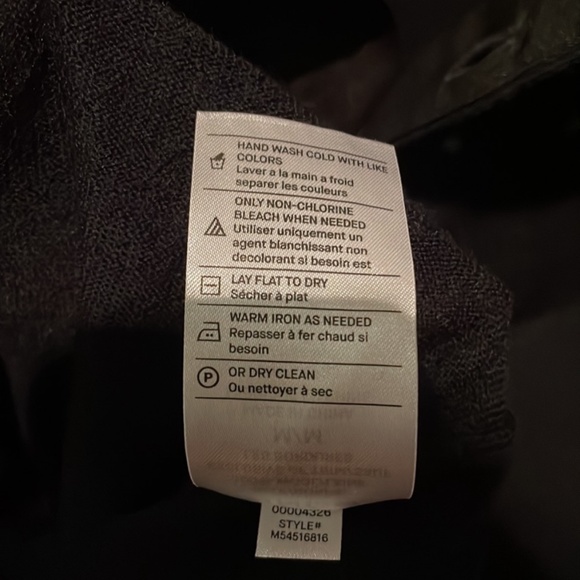 HAND WASH COLD WITH LIKE
COLORS
Laver a la main a froid
separer les couleurs
ONLY NON-CHLORINE
BLEACH WHEN NEEDED
Utiliser uniquement un
agent blanchissant non
decolorant si besoin est
LAY FLAT TO DRY
Sécher à plat
WARM IRON AS NEEDED
Repasser à fer chaud si
besoin
P
OR DRY CLEAN
Ou nettoyer à sec
M/M
00004326
STYLE#
M54516816